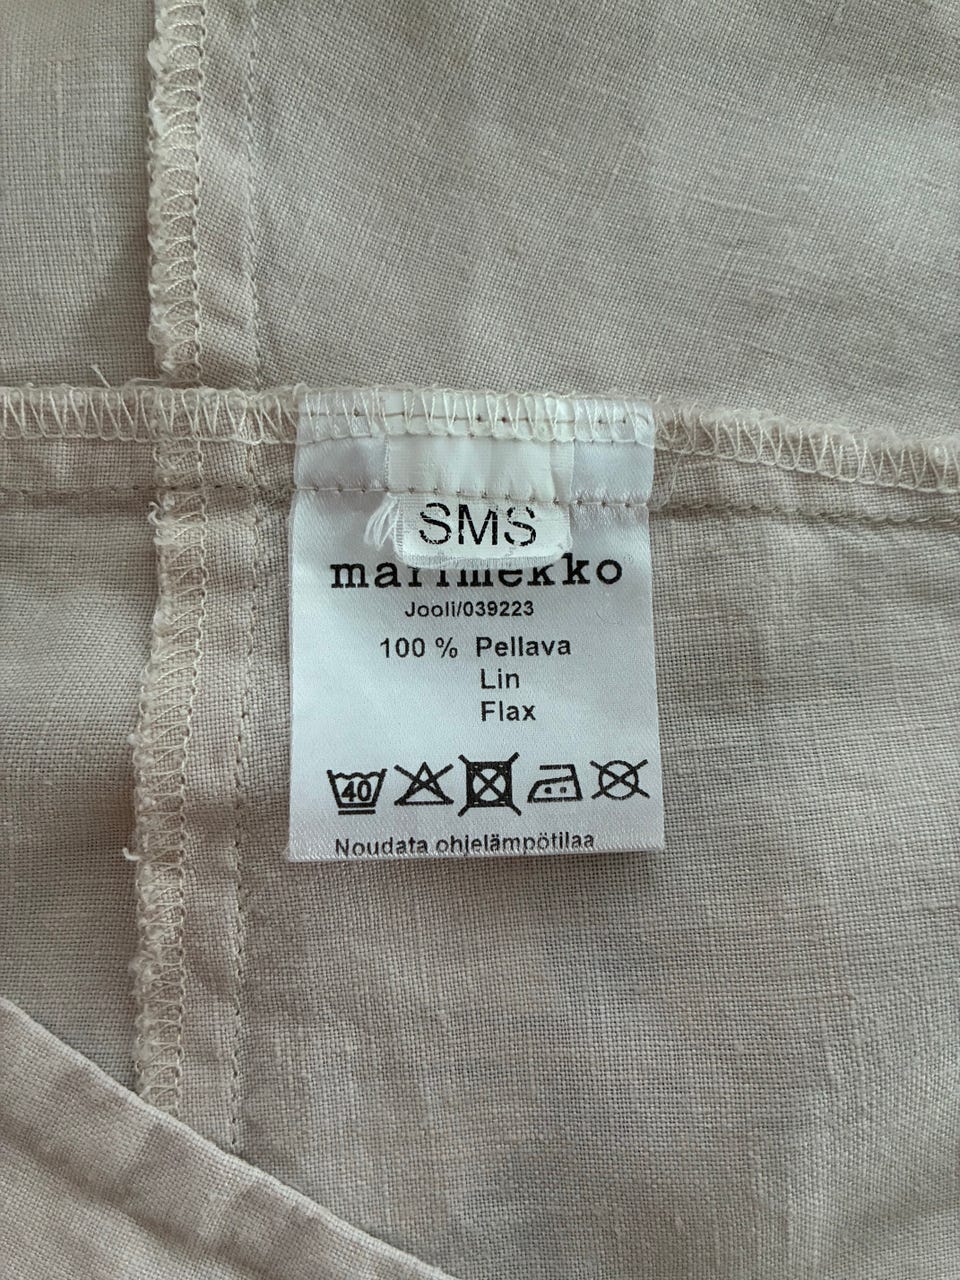 SMS
marimekko
Jooli/039223
100 % Pellava
Lin
Flax
40
Noudata ohjelämpötilaa